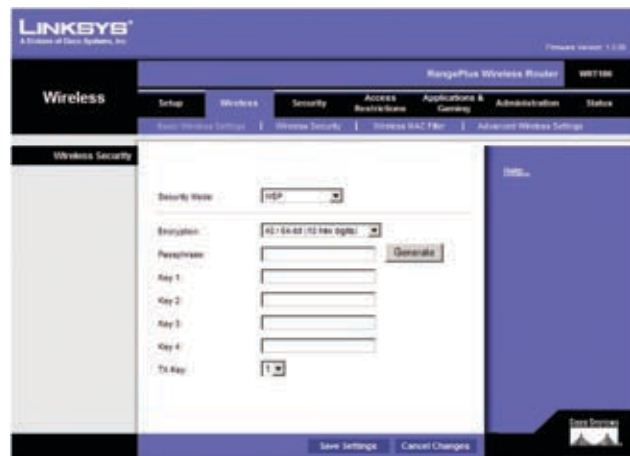 LINKSYS®
A Division of Cisco Systems, Inc.
Firmware Version: 1.0.00
RangePlus Wireless Router
Wireless
Setup Wireless Security Access Restrictions Applications & Gaming Administration Status
Basic Wireless Settings | Wireless Security | Wireless MAC Filter | Advanced Wireless Settings
Wireless Security
Security Mode: WEP
Help...
Encryption: 40 / 64-bit (10 hex digits)
Passphrase: Generate
Key 1:
Key 2:
Key 3:
Key 4:
TX Key: 1
Save Settings Cancel Changes
Cisco Systems